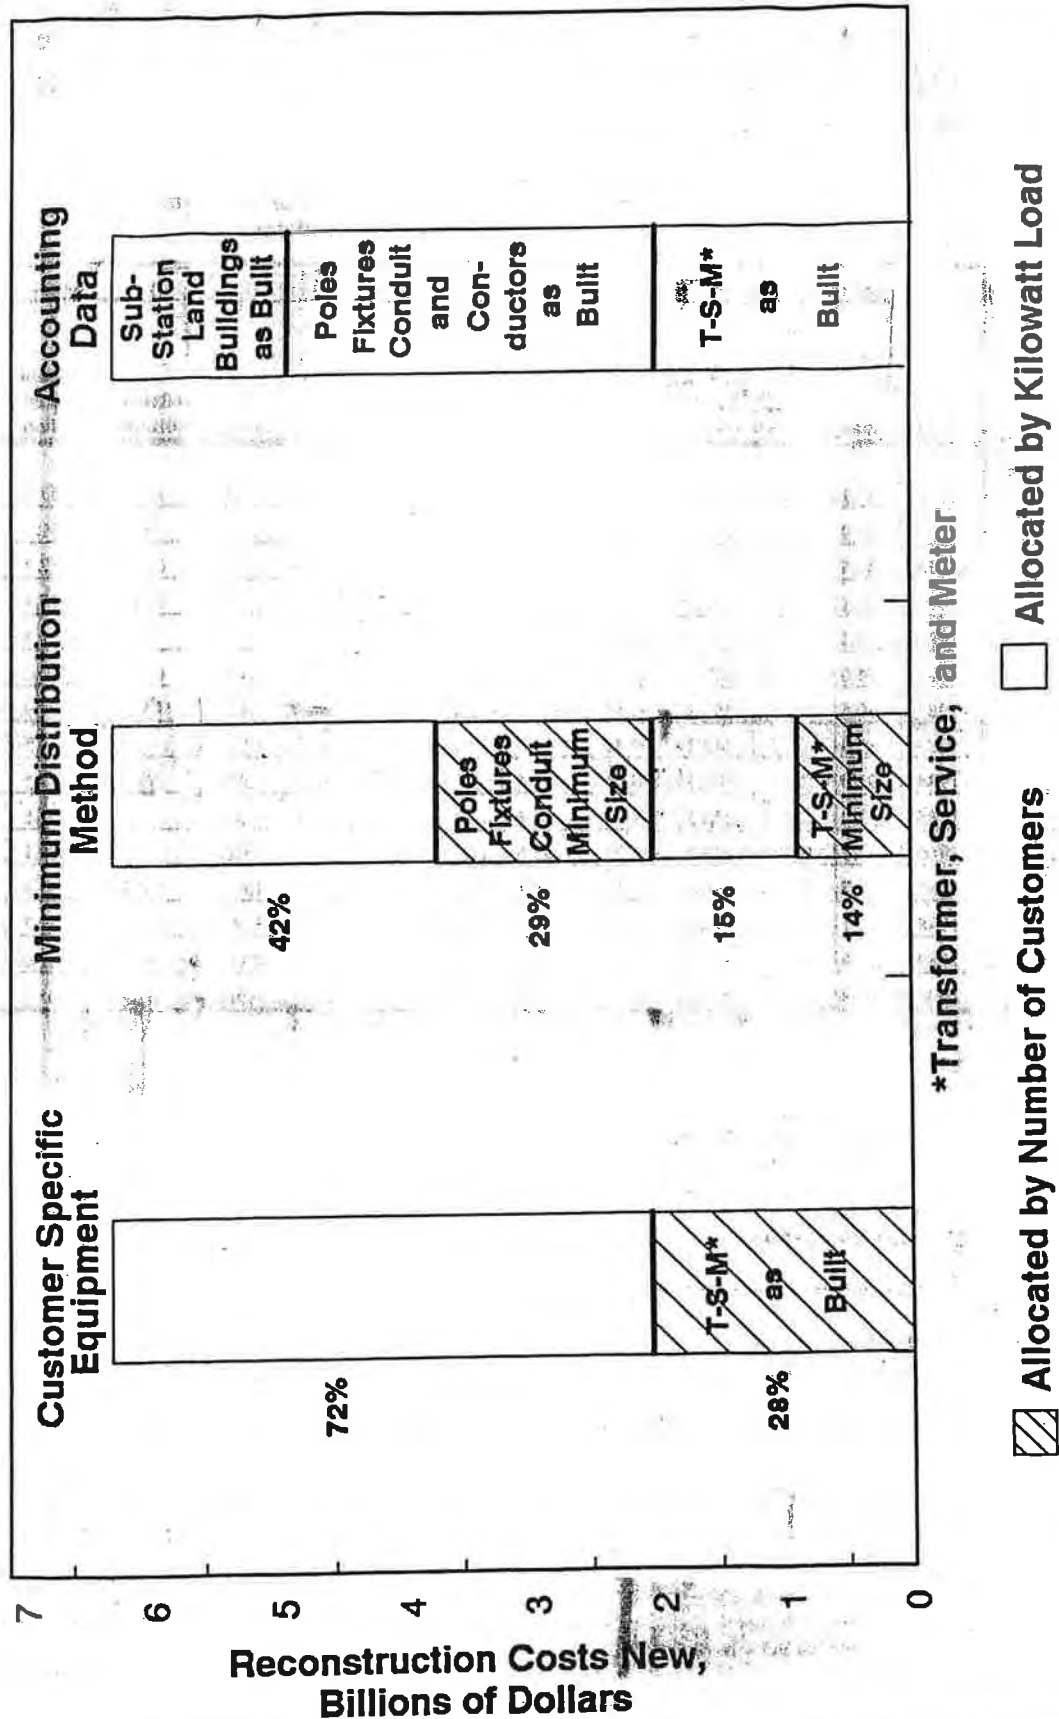 Customer Specific
Equipment
Minimum Distribution
Method
Accounting
Data
7
6
5
4
3
2
1
0
Reconstruction Costs New,
Billions of Dollars
72%
28%
T-S-M*
as
Built
42%
29%
15%
14%
Poles
Fixtures
Conduit
Minimum
Size
T-S-M*
Minimum
Size
Sub-
Station
Land
Buildings
as Built
Poles
Fixtures
Conduit
and
Con-
ductors
as
Built
T-S-M*
as
Built
*Transformer, Service, and Meter
Allocated by Number of Customers
Allocated by Kilowatt Load